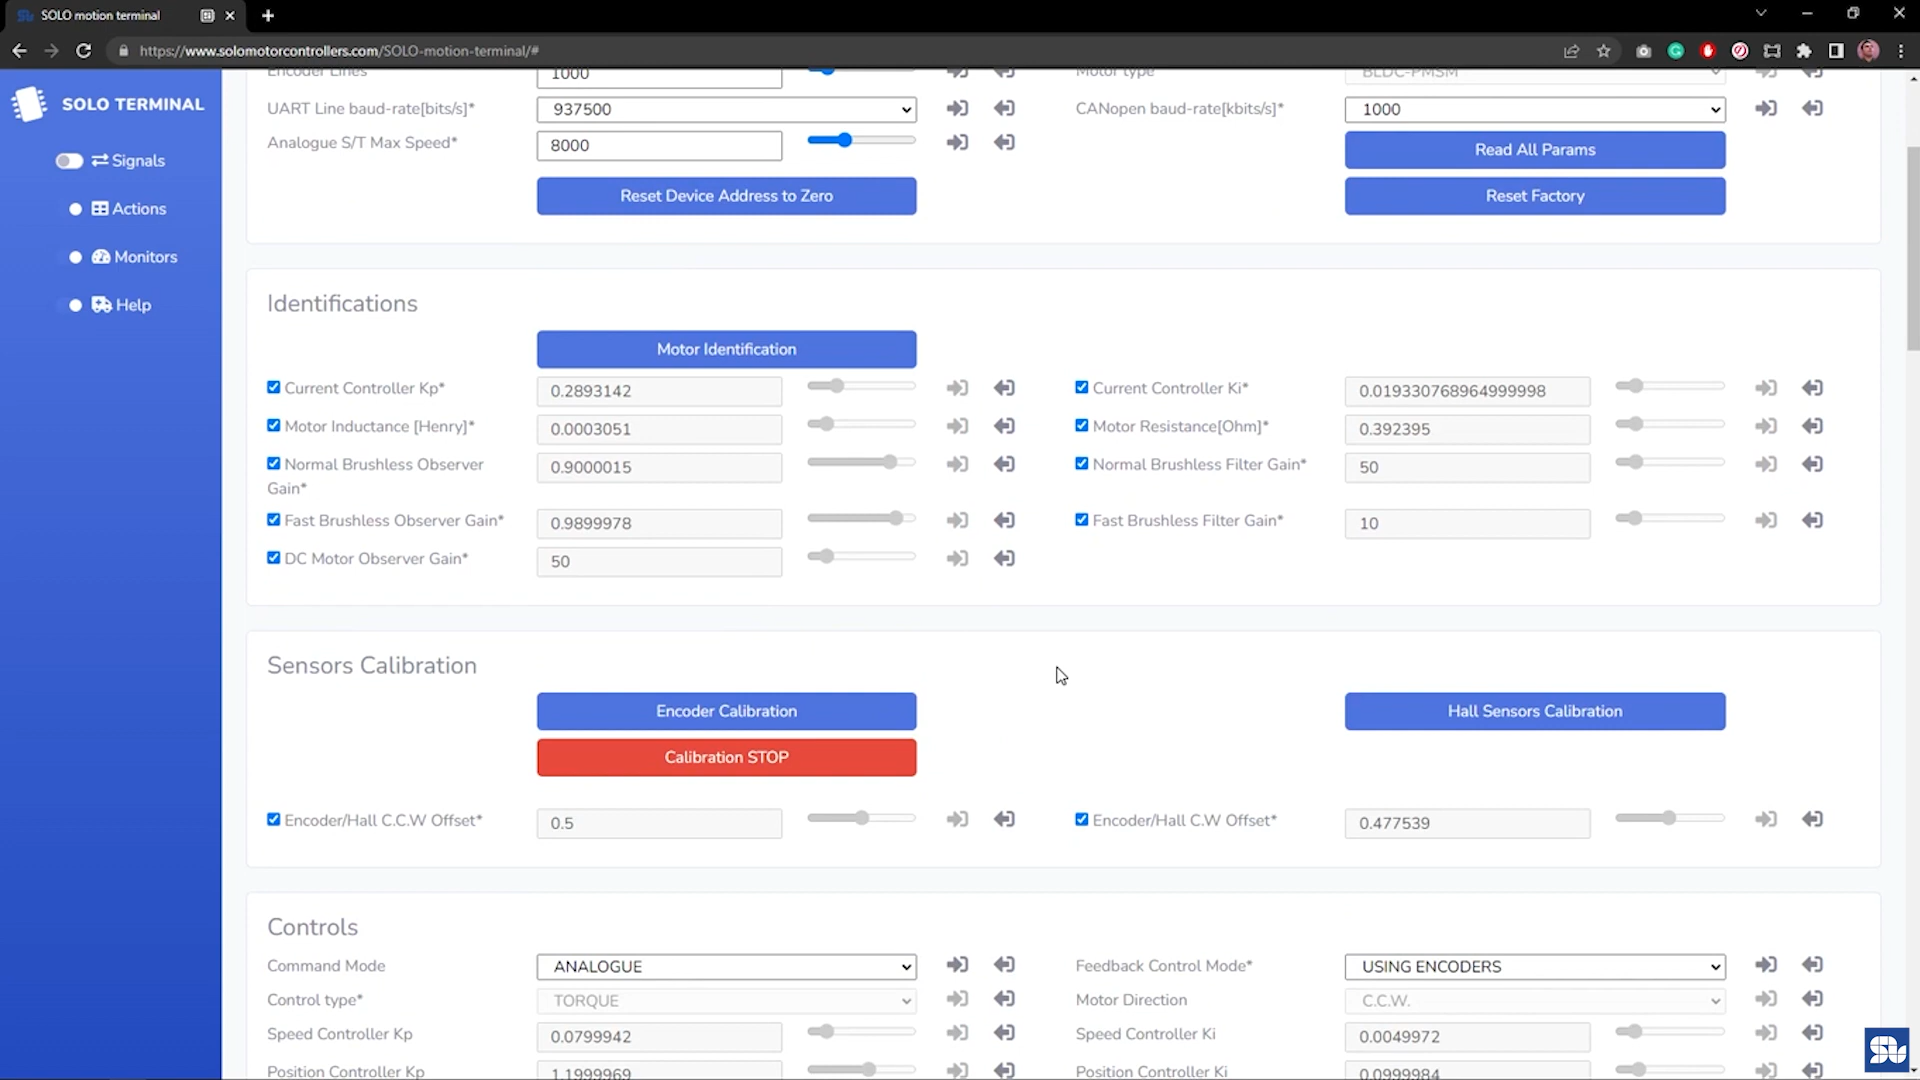 SOLO motion terminal
https://www.solomotorcontrollers.com/SOLO-motion-terminal/#
SOLO TERMINAL
Signals
Actions
Monitors
Help
Encoder Lines 1000 Motor type BLDC-PMSM
UART Line baud-rate[bits/s]* 937500 CANopen baud-rate[kbits/s]* 1000
Analogue S/T Max Speed* 8000 Read All Params
Reset Device Address to Zero Reset Factory
Identifications
Motor Identification
Current Controller Kp* 0.2893142 Current Controller Ki* 0.019330768964999998
Motor Inductance [Henry]* 0.0003051 Motor Resistance[Ohm]* 0.392395
Normal Brushless Observer 0.9000015 Normal Brushless Filter Gain* 50
Gain*
Fast Brushless Observer Gain* 0.9899978 Fast Brushless Filter Gain* 10
DC Motor Observer Gain* 50
Sensors Calibration
Encoder Calibration Hall Sensors Calibration
Calibration STOP
Encoder/Hall C.C.W Offset* 0.5 Encoder/Hall C.W Offset* 0.477539
Controls
Command Mode ANALOGUE Feedback Control Mode* USING ENCODERS
Control type* TORQUE Motor Direction C.C.W.
Speed Controller Kp 0.0799942 Speed Controller Ki 0.0049972
Position Controller Kp 1.1999969 Position Controller Ki 0.0999984